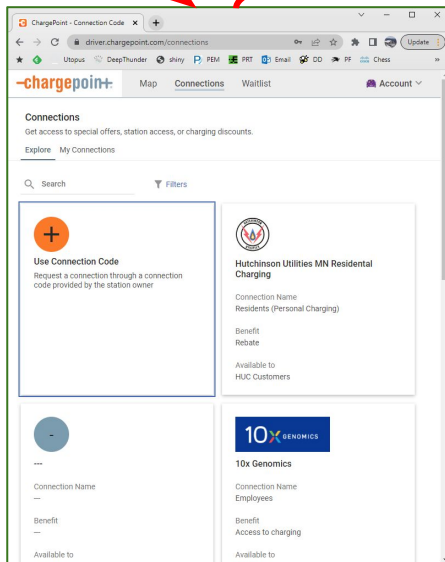 ChargePoint - Connection Code
driver.chargepoint.com/connections
Update
Utopus
DeepThunder
shiny
PEM
PRT
Email
DD
PF
Chess
»
-chargepoin+
Map
Connections
Waitlist
Account
Connections
Get access to special offers, station access, or charging discounts.
Explore
My Connections
Search
Filters
Use Connection Code
Request a connection through a connection
code provided by the station owner
Hutchinson Utilities MN Residental
Charging
Connection Name
Residents (Personal Charging)
Benefit
Rebate
Available to
HUC Customers
-
---
Connection Name
---
Benefit
---
Available to
10X GENOMICS
10x Genomics
Connection Name
Employees
Benefit
Access to charging
Available to